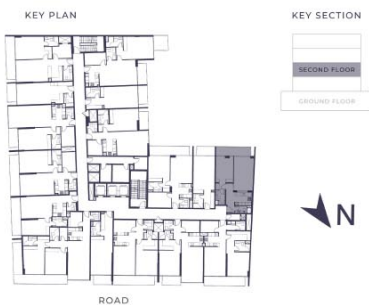 KEY PLAN
KEY SECTION
SECOND FLOOR
GROUND FLOOR
N
ROAD